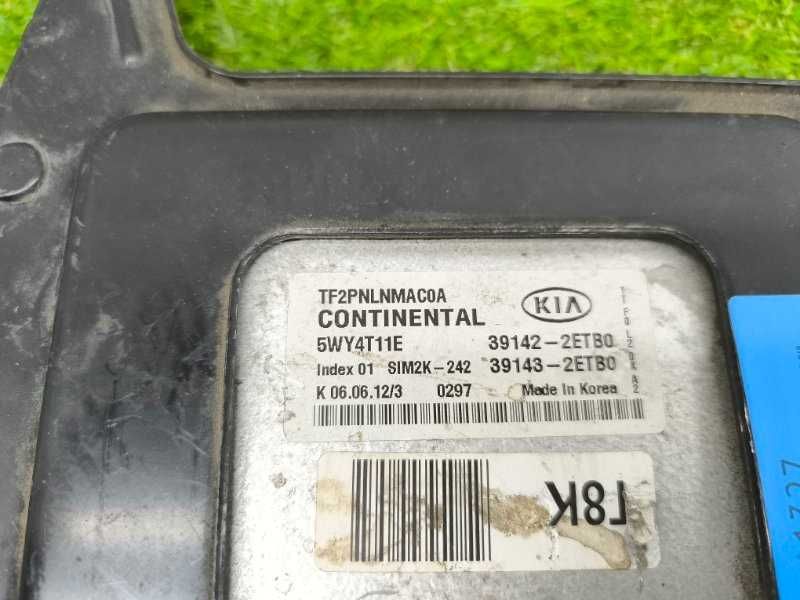 TF2PNLNMAC0A
KIA
CONTINENTAL
5WY4T11E 39142-2ETB0
Index 01 SIM2K-242 39143-2ETB0
K 06.06.12/3 0297 Made In Korea
L8K